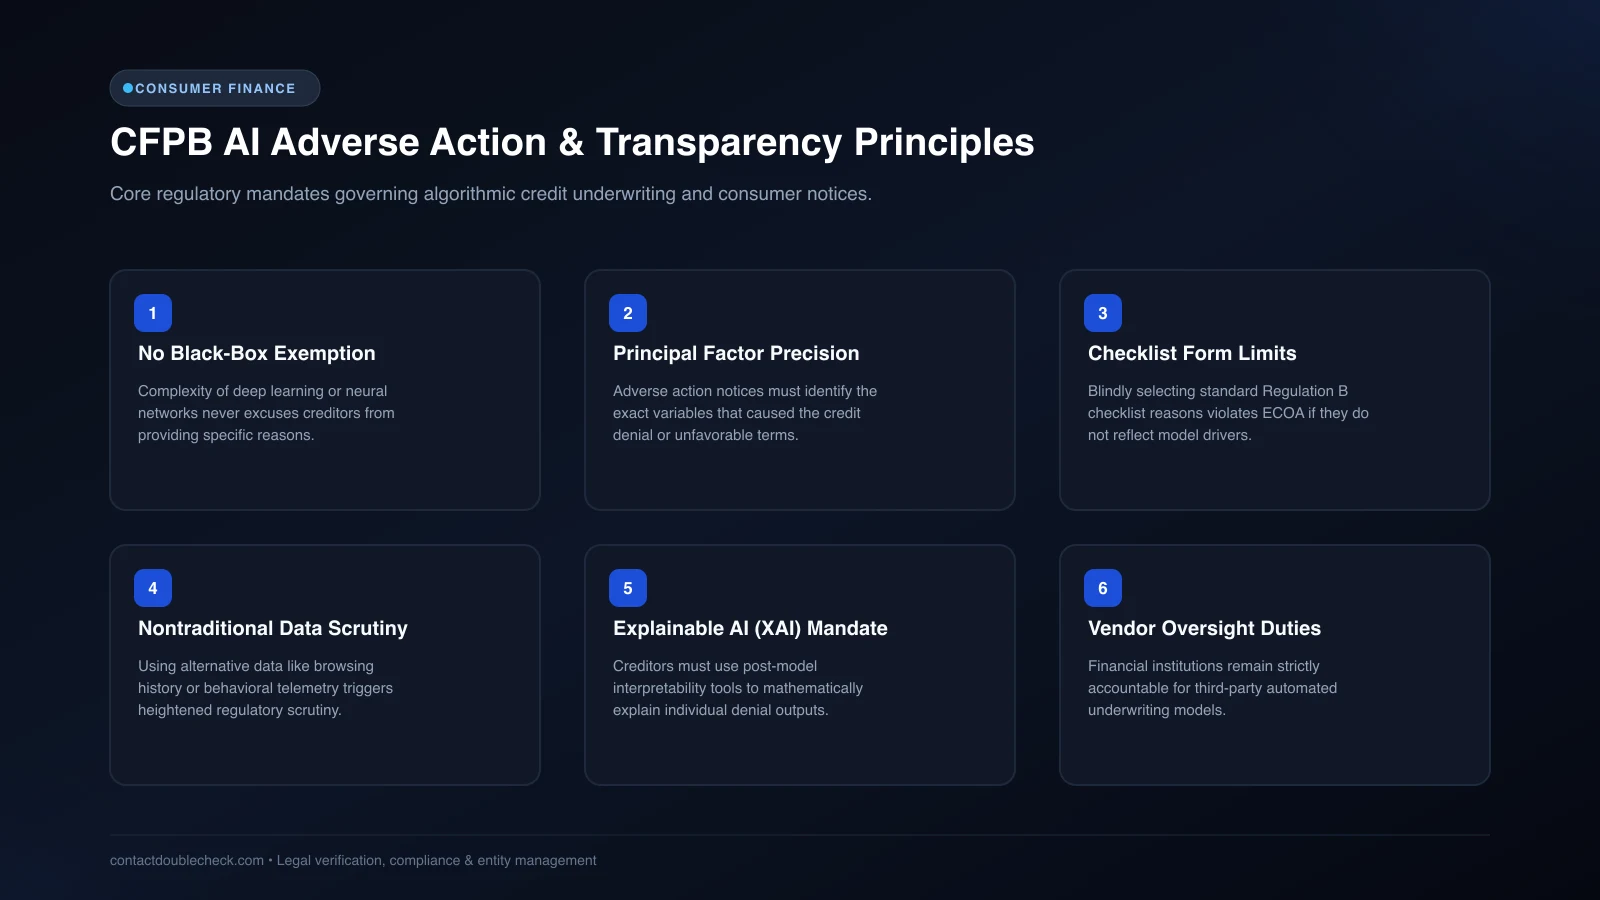 CONSUMER FINANCE
CFPB AI Adverse Action & Transparency Principles
Core regulatory mandates governing algorithmic credit underwriting and consumer notices.
1
No Black-Box Exemption
Complexity of deep learning or neural
networks never excuses creditors from
providing specific reasons.
2
Principal Factor Precision
Adverse action notices must identify the
exact variables that caused the credit
denial or unfavorable terms.
3
Checklist Form Limits
Blindly selecting standard Regulation B
checklist reasons violates ECOA if they do
not reflect model drivers.
4
Nontraditional Data Scrutiny
Using alternative data like browsing
history or behavioral telemetry triggers
heightened regulatory scrutiny.
5
Explainable AI (XAI) Mandate
Creditors must use post-model
interpretability tools to mathematically
explain individual denial outputs.
6
Vendor Oversight Duties
Financial institutions remain strictly
accountable for third-party automated
underwriting models.
contactdoublecheck.com • Legal verification, compliance & entity management